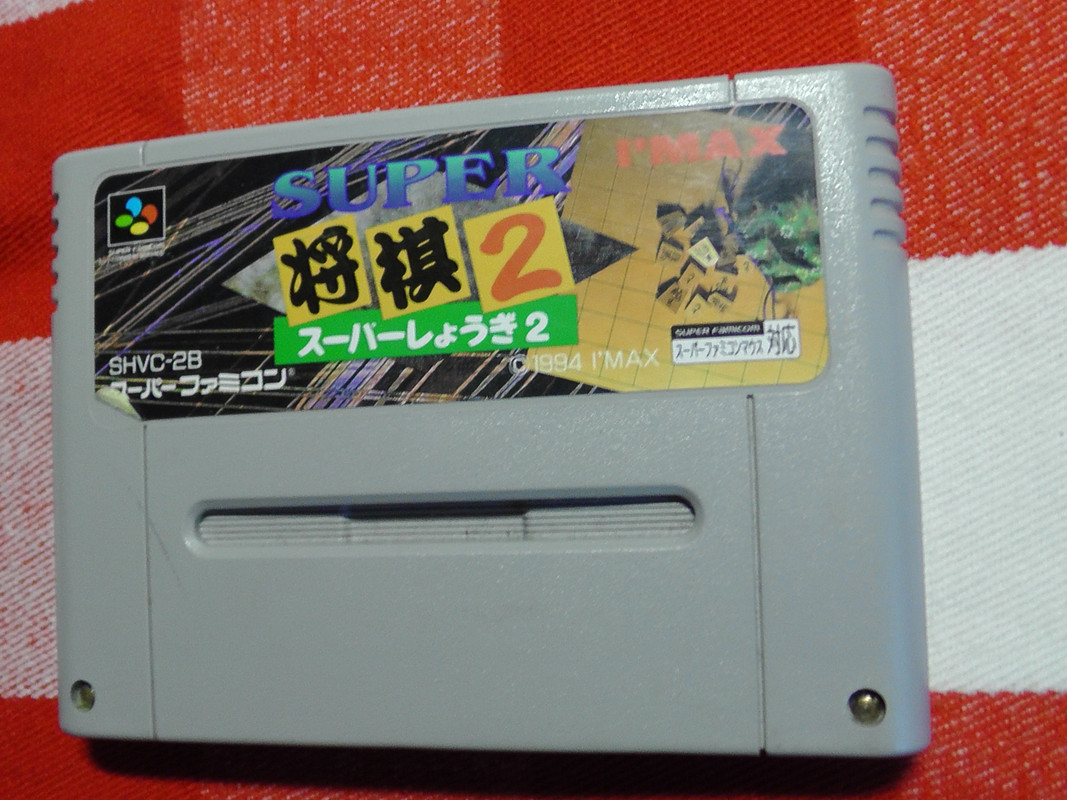 SUPER
I'MAX
SUPER FAMICOM
将棋2
スーパーしょうぎ2
SUPER FAMICOM
スーパーファミコンマウス 対応
©1994 I'MAX
SHVC-2B
スーパーファミコン®